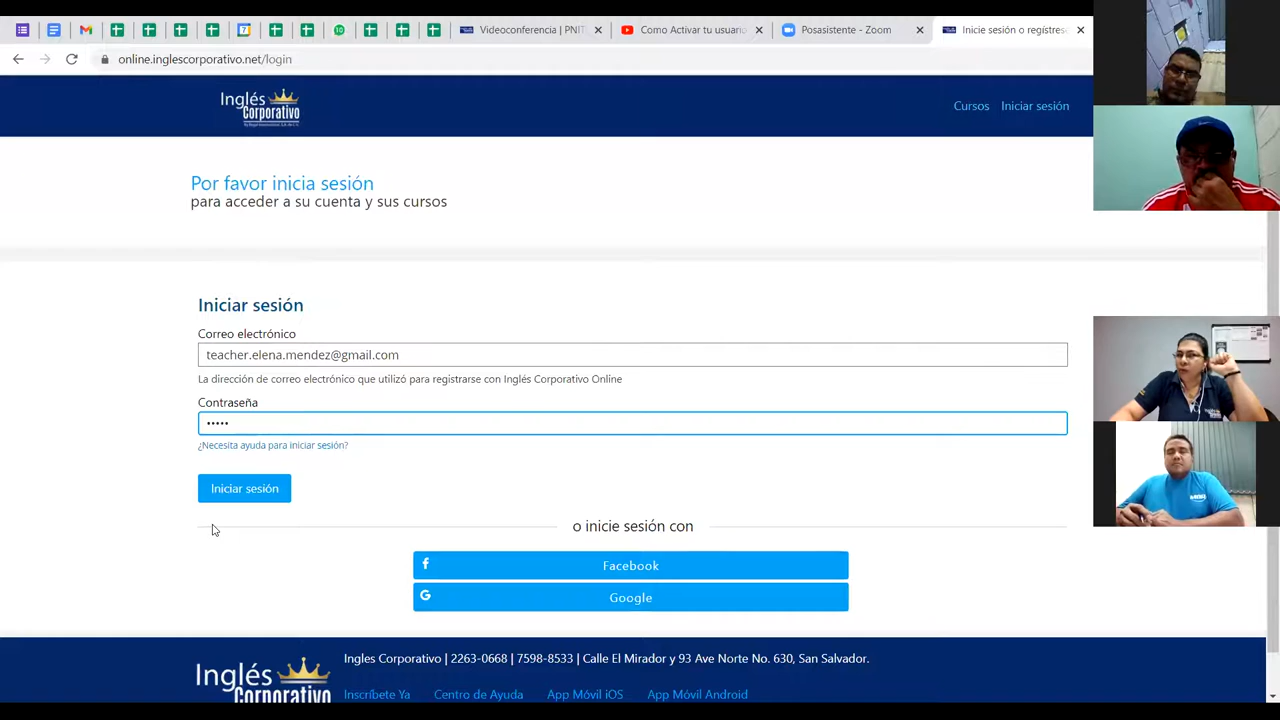 Videoconferencia | PNIT
Como Activar tu usuario
Posasistente - Zoom
Inicie sesión o regístrese
online.inglescorporativo.net/login
Inglés
Corporativo
Cursos
Iniciar sesión
Por favor inicia sesión
para acceder a su cuenta y sus cursos
Iniciar sesión
Correo electrónico
teacher.elena.mendez@gmail.com
La dirección de correo electrónico que utilizó para registrarse con Inglés Corporativo Online
Contraseña
•••••
¿Necesita ayuda para iniciar sesión?
Iniciar sesión
o inicie sesión con
Facebook
Google
Inglés
Corporativo
Ingles Corporativo | 2263-0668 | 7598-8533 | Calle El Mirador y 93 Ave Norte No. 630, San Salvador.
Inscríbete Ya
Centro de Ayuda
App Móvil iOS
App Móvil Android